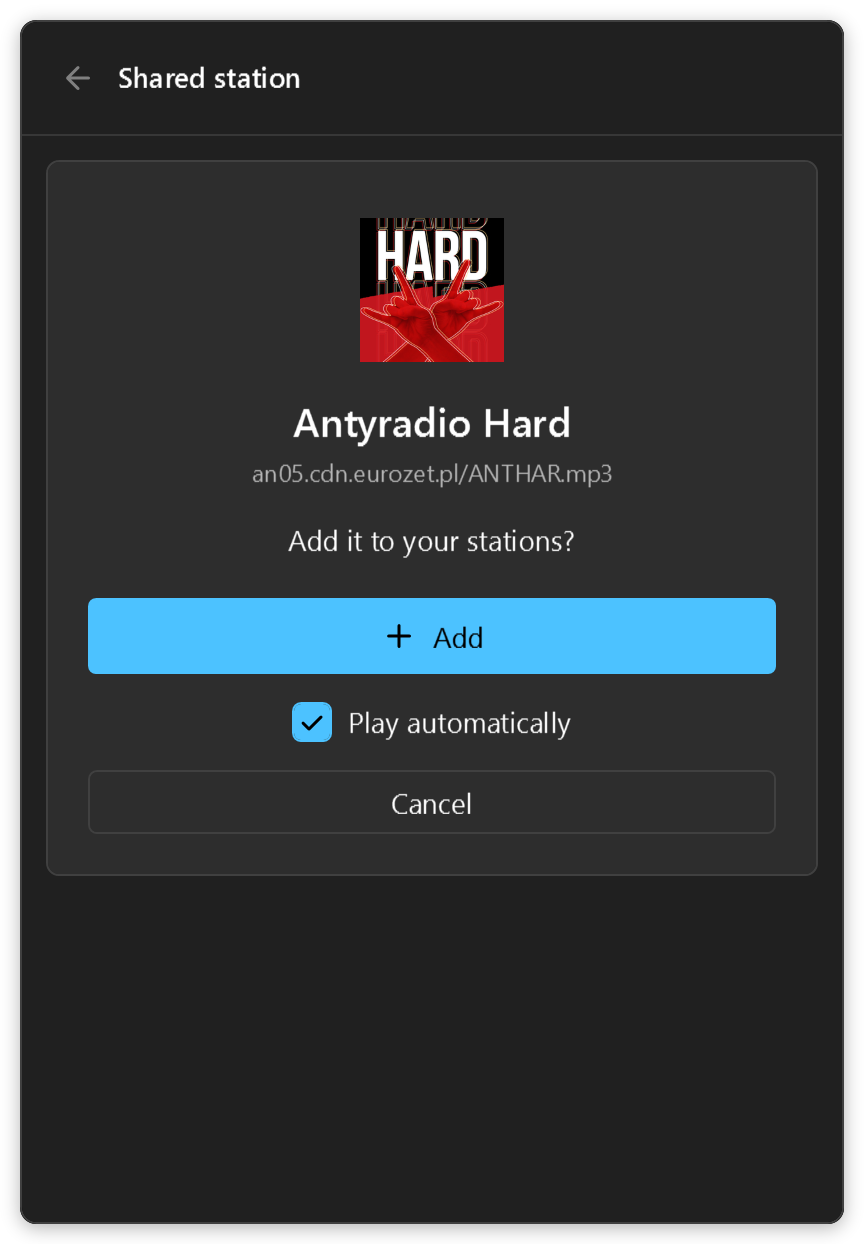 Shared station
HARD
HARD
Antyradio Hard
an05.cdn.eurozet.pl/ANTHAR.mp3
Add it to your stations?
Add
Play automatically
Cancel